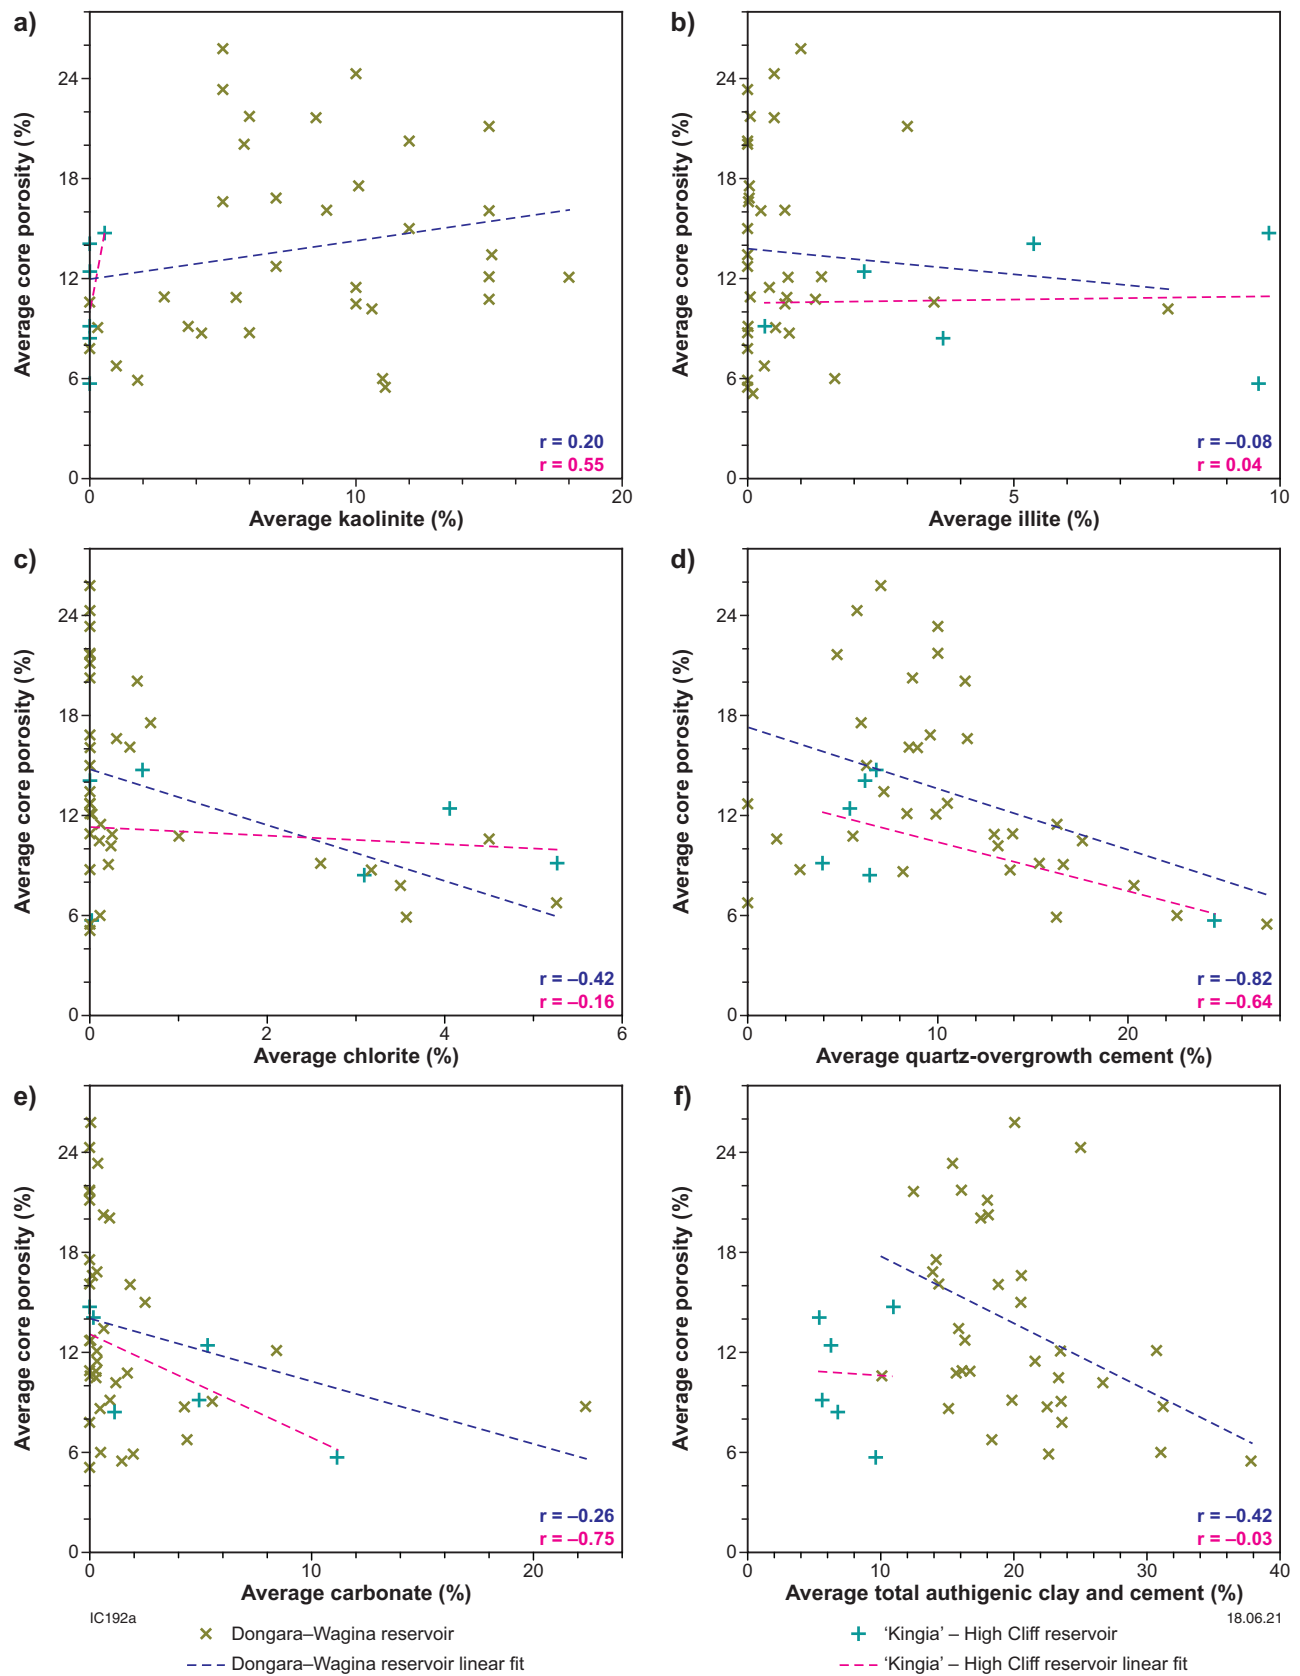 a)
Average core porosity (%)
24
18
12
6
0
r = 0.20
r = 0.55
0 10 20
Average kaolinite (%)
b)
Average core porosity (%)
24
18
12
6
0
r = –0.08
r = 0.04
0 5 10
Average illite (%)
c)
Average core porosity (%)
24
18
12
6
0
r = –0.42
r = –0.16
0 2 4 6
Average chlorite (%)
d)
Average core porosity (%)
24
18
12
6
0
r = –0.82
r = –0.64
0 10 20
Average quartz-overgrowth cement (%)
e)
Average core porosity (%)
24
18
12
6
0
r = –0.26
r = –0.75
0 10 20
Average carbonate (%)
f)
Average core porosity (%)
24
18
12
6
0
r = –0.42
r = –0.03
0 10 20 30 40
Average total authigenic clay and cement (%)
IC192a
18.06.21
Dongara–Wagina reservoir
Dongara–Wagina reservoir linear fit
‘Kingia’ – High Cliff reservoir
‘Kingia’ – High Cliff reservoir linear fit